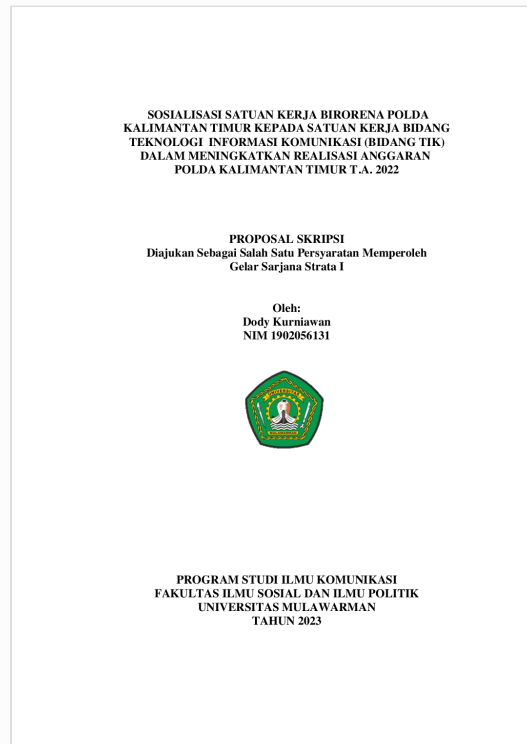 SOSIALISASI SATUAN KERJA BIRORENA POLDA
KALIMANTAN TIMUR KEPADA SATUAN KERJA BIDANG
TEKNOLOGI INFORMASI KOMUNIKASI (BIDANG TIK)
DALAM MENINGKATKAN REALISASI ANGGARAN
POLDA KALIMANTAN TIMUR T.A. 2022
PROPOSAL SKRIPSI
Diajukan Sebagai Salah Satu Persyaratan Memperoleh
Gelar Sarjana Strata I
Oleh:
Dody Kurniawan
NIM 1902056131
UNIVERSITAS
MULAWARMAN
PROGRAM STUDI ILMU KOMUNIKASI
FAKULTAS ILMU SOSIAL DAN ILMU POLITIK
UNIVERSITAS MULAWARMAN
TAHUN 2023